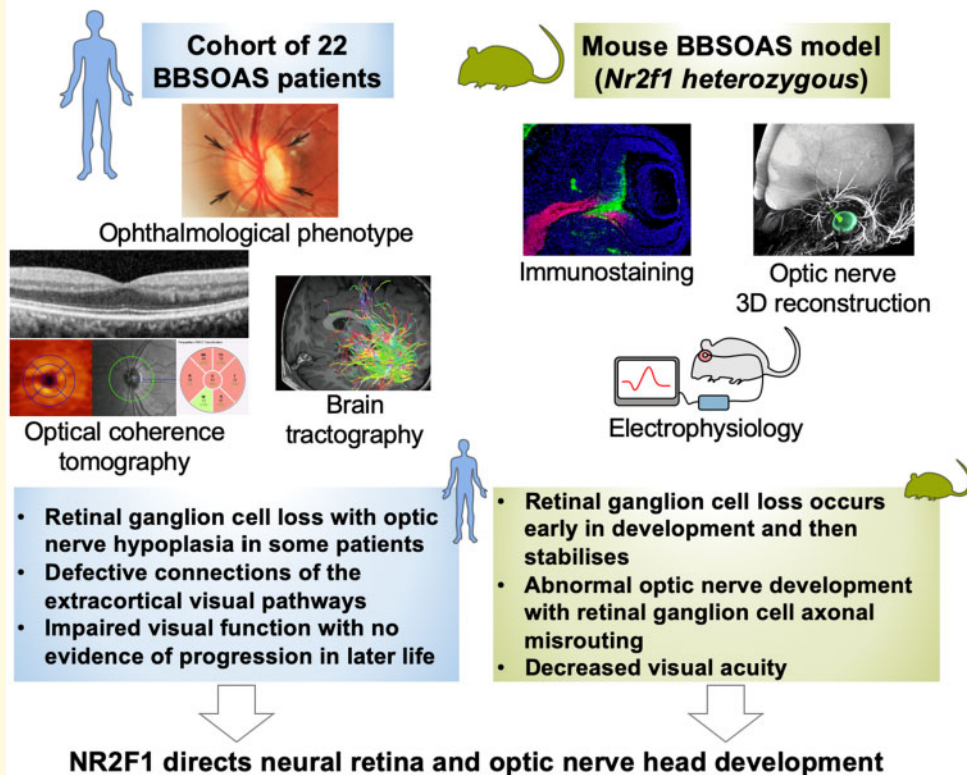 Cohort of 22
BBSOAS patients
Ophthalmological phenotype
Optical coherence
tomography
Brain
tractography
Mouse BBSOAS model
(Nr2f1 heterozygous)
Immunostaining
Optic nerve
3D reconstruction
Electrophysiology
• Retinal ganglion cell loss with optic
nerve hypoplasia in some patients
• Defective connections of the
extracortical visual pathways
• Impaired visual function with no
evidence of progression in later life
• Retinal ganglion cell loss occurs
early in development and then
stabilises
• Abnormal optic nerve development
with retinal ganglion cell axonal
misrouting
• Decreased visual acuity
NR2F1 directs neural retina and optic nerve head development